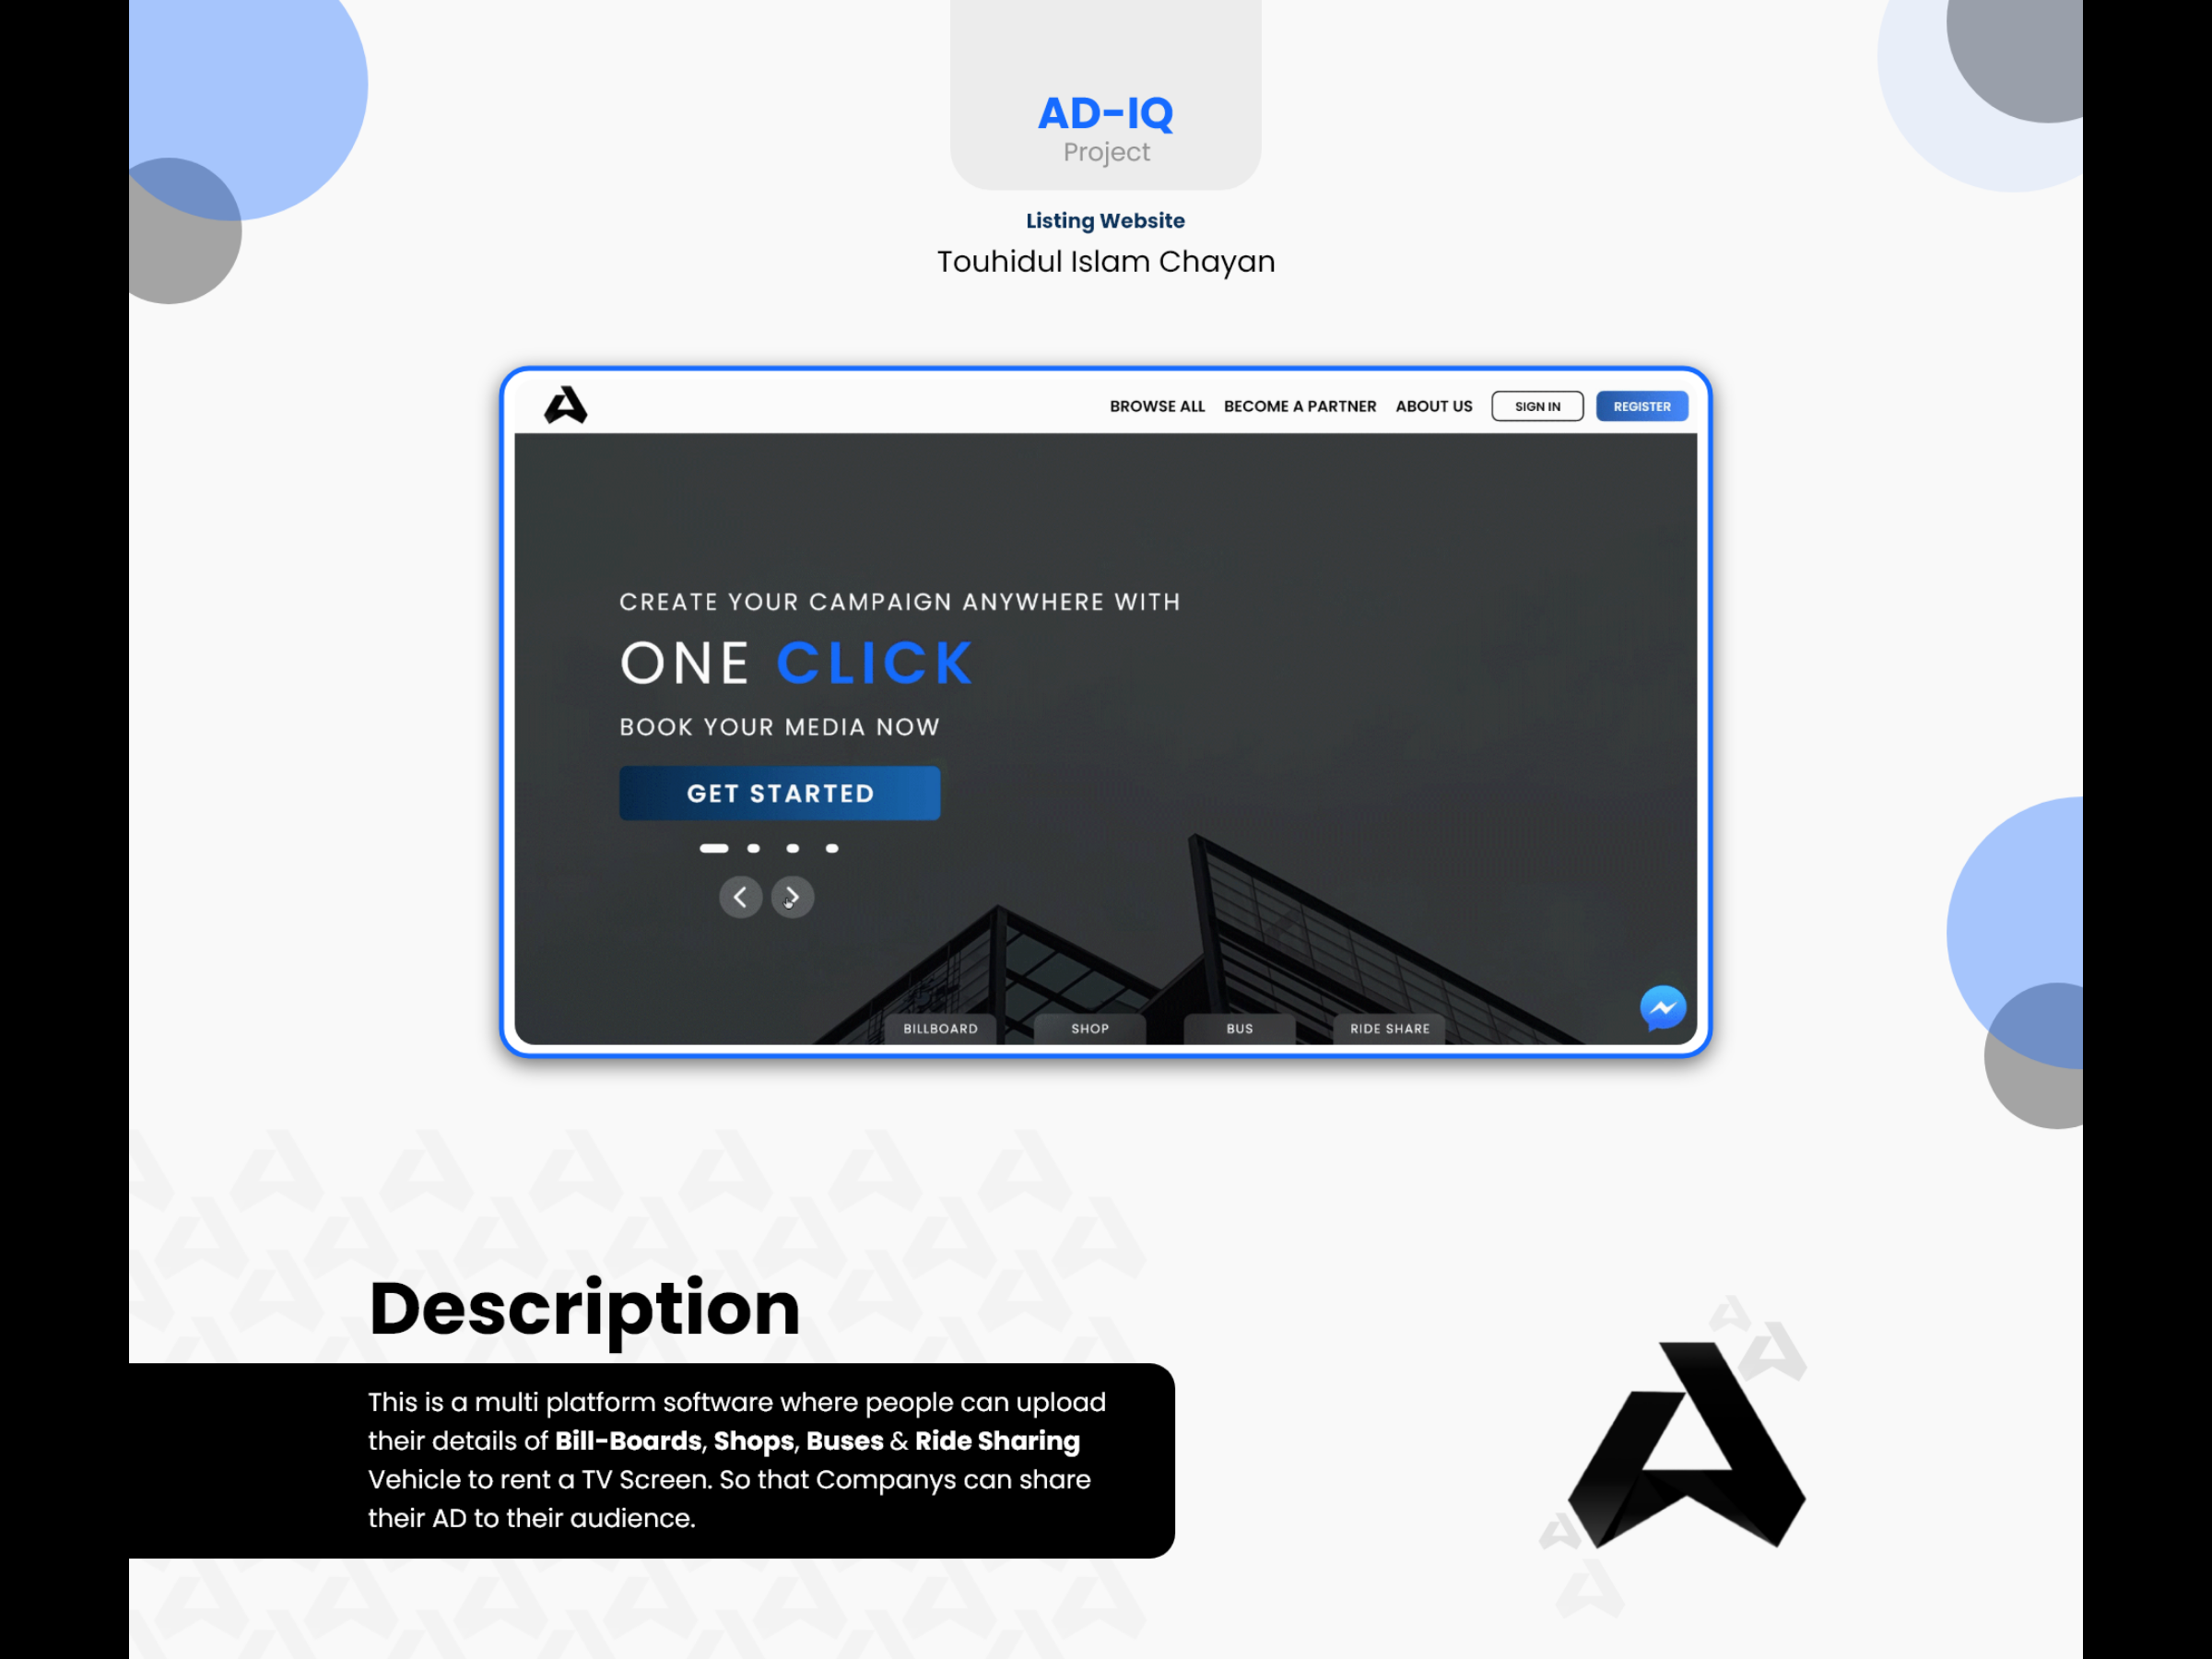 AD-IQ
Project
Listing Website
Touhidul Islam Chayan
BROWSE ALL BECOME A PARTNER ABOUT US SIGN IN REGISTER
CREATE YOUR CAMPAIGN ANYWHERE WITH
ONE CLICK
BOOK YOUR MEDIA NOW
GET STARTED
BILLBOARD SHOP BUS RIDE SHARE
Description
This is a multi platform software where people can upload
their details of Bill-Boards, Shops, Buses & Ride Sharing
Vehicle to rent a TV Screen. So that Companys can share
their AD to their audience.